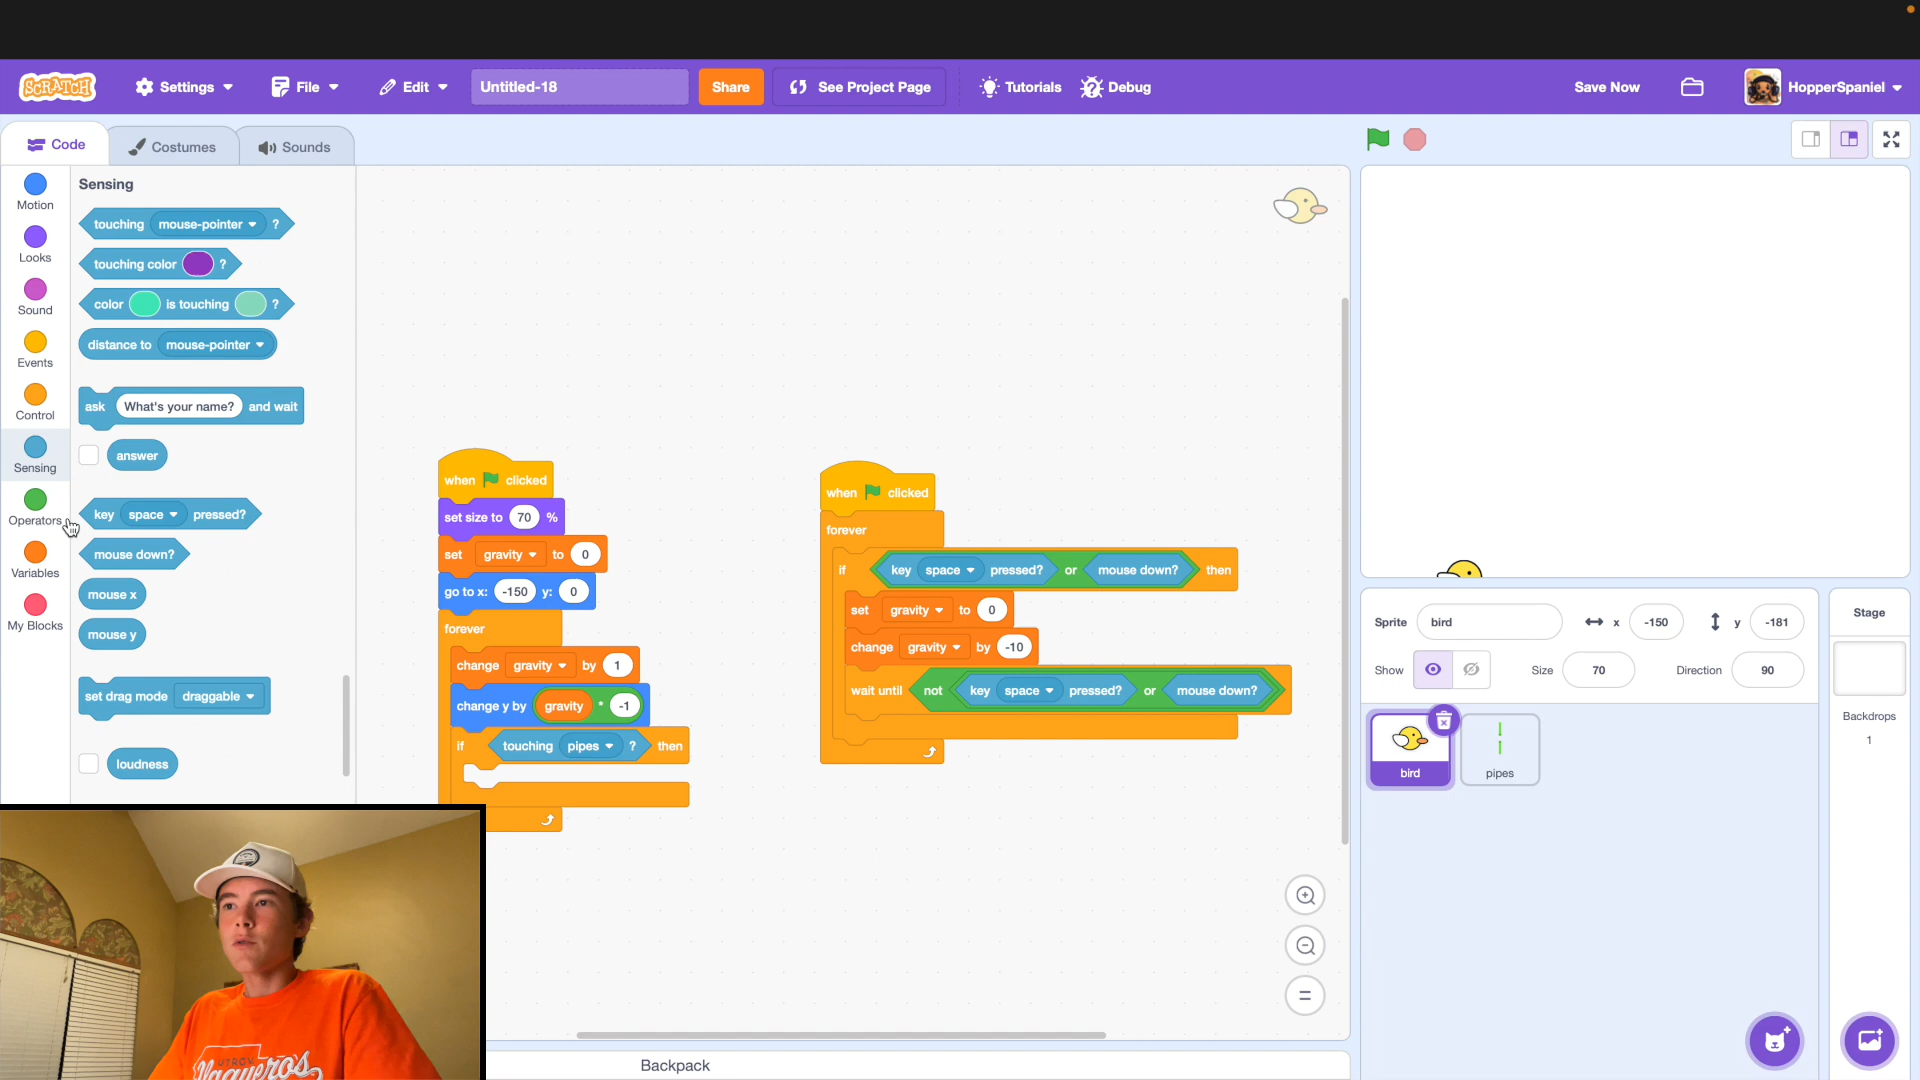 SCRATCH Settings File Edit Untitled-18 Share See Project Page Tutorials Debug Save Now HopperSpaniel
Code Costumes Sounds
Motion
Looks
Sound
Events
Control
Sensing
Operators
Variables
My Blocks
Sensing
touching mouse-pointer ?
touching color ?
color is touching ?
distance to mouse-pointer
ask What's your name? and wait
answer
key space pressed?
mouse down?
mouse x
mouse y
set drag mode draggable
loudness
when clicked
set size to 70 %
set gravity to 0
go to x: -150 y: 0
forever
change gravity by 1
change y by gravity * -1
if touching pipes ? then
when clicked
forever
if key space pressed? or mouse down? then
set gravity to 0
change gravity by -10
wait until not key space pressed? or mouse down?
Backpack
Sprite bird x -150 y -181
Show Size 70 Direction 90
bird
pipes
Stage
Backdrops
1
Vaqueros